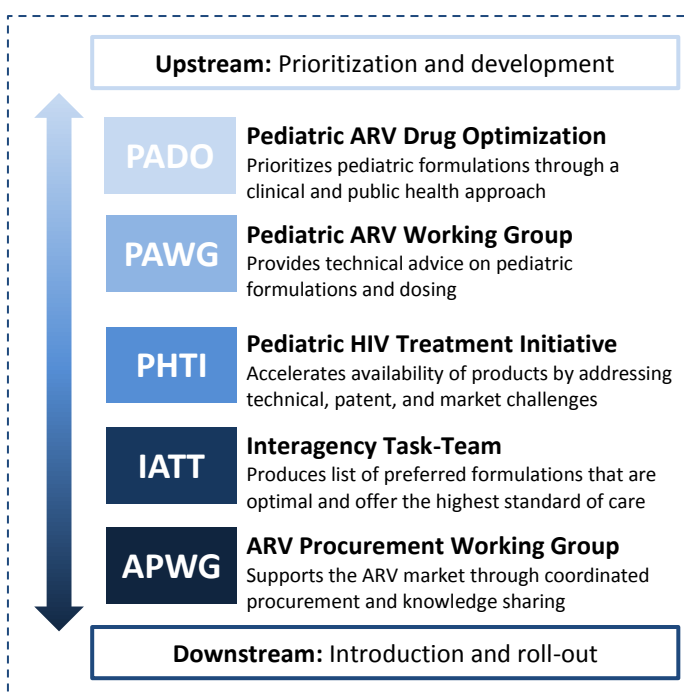 Upstream: Prioritization and development
PADO
Pediatric ARV Drug Optimization
Prioritizes pediatric formulations through a
clinical and public health approach
PAWG
Pediatric ARV Working Group
Provides technical advice on pediatric
formulations and dosing
PHTI
Pediatric HIV Treatment Initiative
Accelerates availability of products by addressing
technical, patent, and market challenges
IATT
Interagency Task-Team
Produces list of preferred formulations that are
optimal and offer the highest standard of care
APWG
ARV Procurement Working Group
Supports the ARV market through coordinated
procurement and knowledge sharing
Downstream: Introduction and roll-out